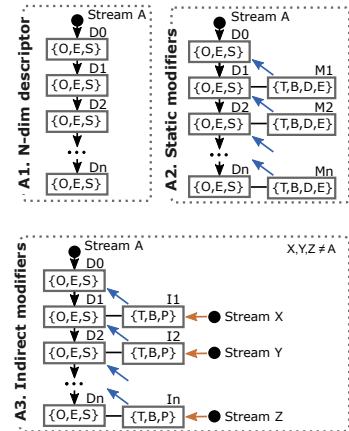 A1. N-dim descriptor
Stream A
D0
{O,E,S}
D1
{O,E,S}
D2
{O,E,S}
...
Dn
{O,E,S}
A2. Static modifiers
Stream A
D0
{O,E,S}
D1 M1
{O,E,S} {T,B,D,E}
D2 M2
{O,E,S} {T,B,D,E}
...
Dn Mn
{O,E,S} {T,B,D,E}
A3. Indirect modifiers
Stream A X,Y,Z ≠ A
D0
{O,E,S}
D1 I1
{O,E,S} {T,B,P} Stream X
D2 I2
{O,E,S} {T,B,P} Stream Y
...
Dn In
{O,E,S} {T,B,P} Stream Z